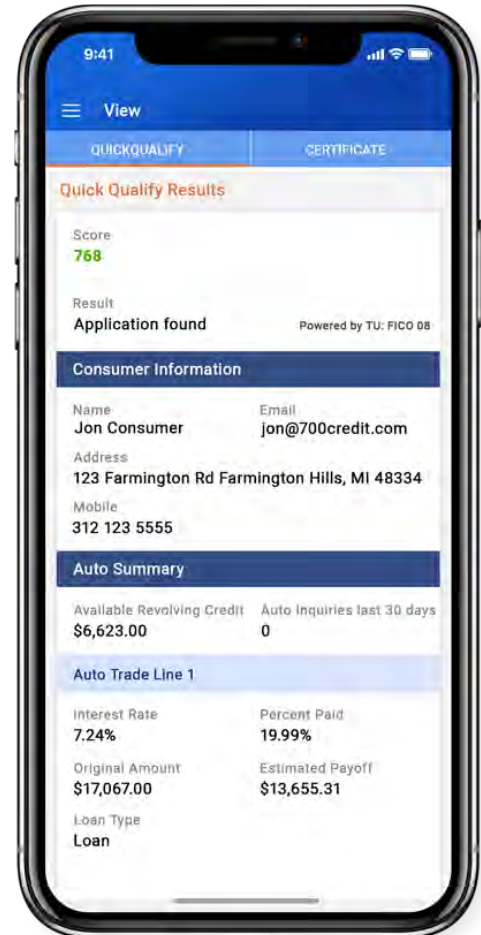 9:41
View
QUICKQUALIFY CERTIFICATE
Quick Qualify Results
Score
768
Result
Application found Powered by TU: FICO 08
Consumer Information
Name Email
Jon Consumer jon@700credit.com
Address
123 Farmington Rd Farmington Hills, MI 48334
Mobile
312 123 5555
Auto Summary
Available Revolving Credit Auto Inquiries last 30 days
$6,623.00 0
Auto Trade Line 1
Interest Rate Percent Paid
7.24% 19.99%
Original Amount Estimated Payoff
$17,067.00 $13,655.31
Loan Type
Loan